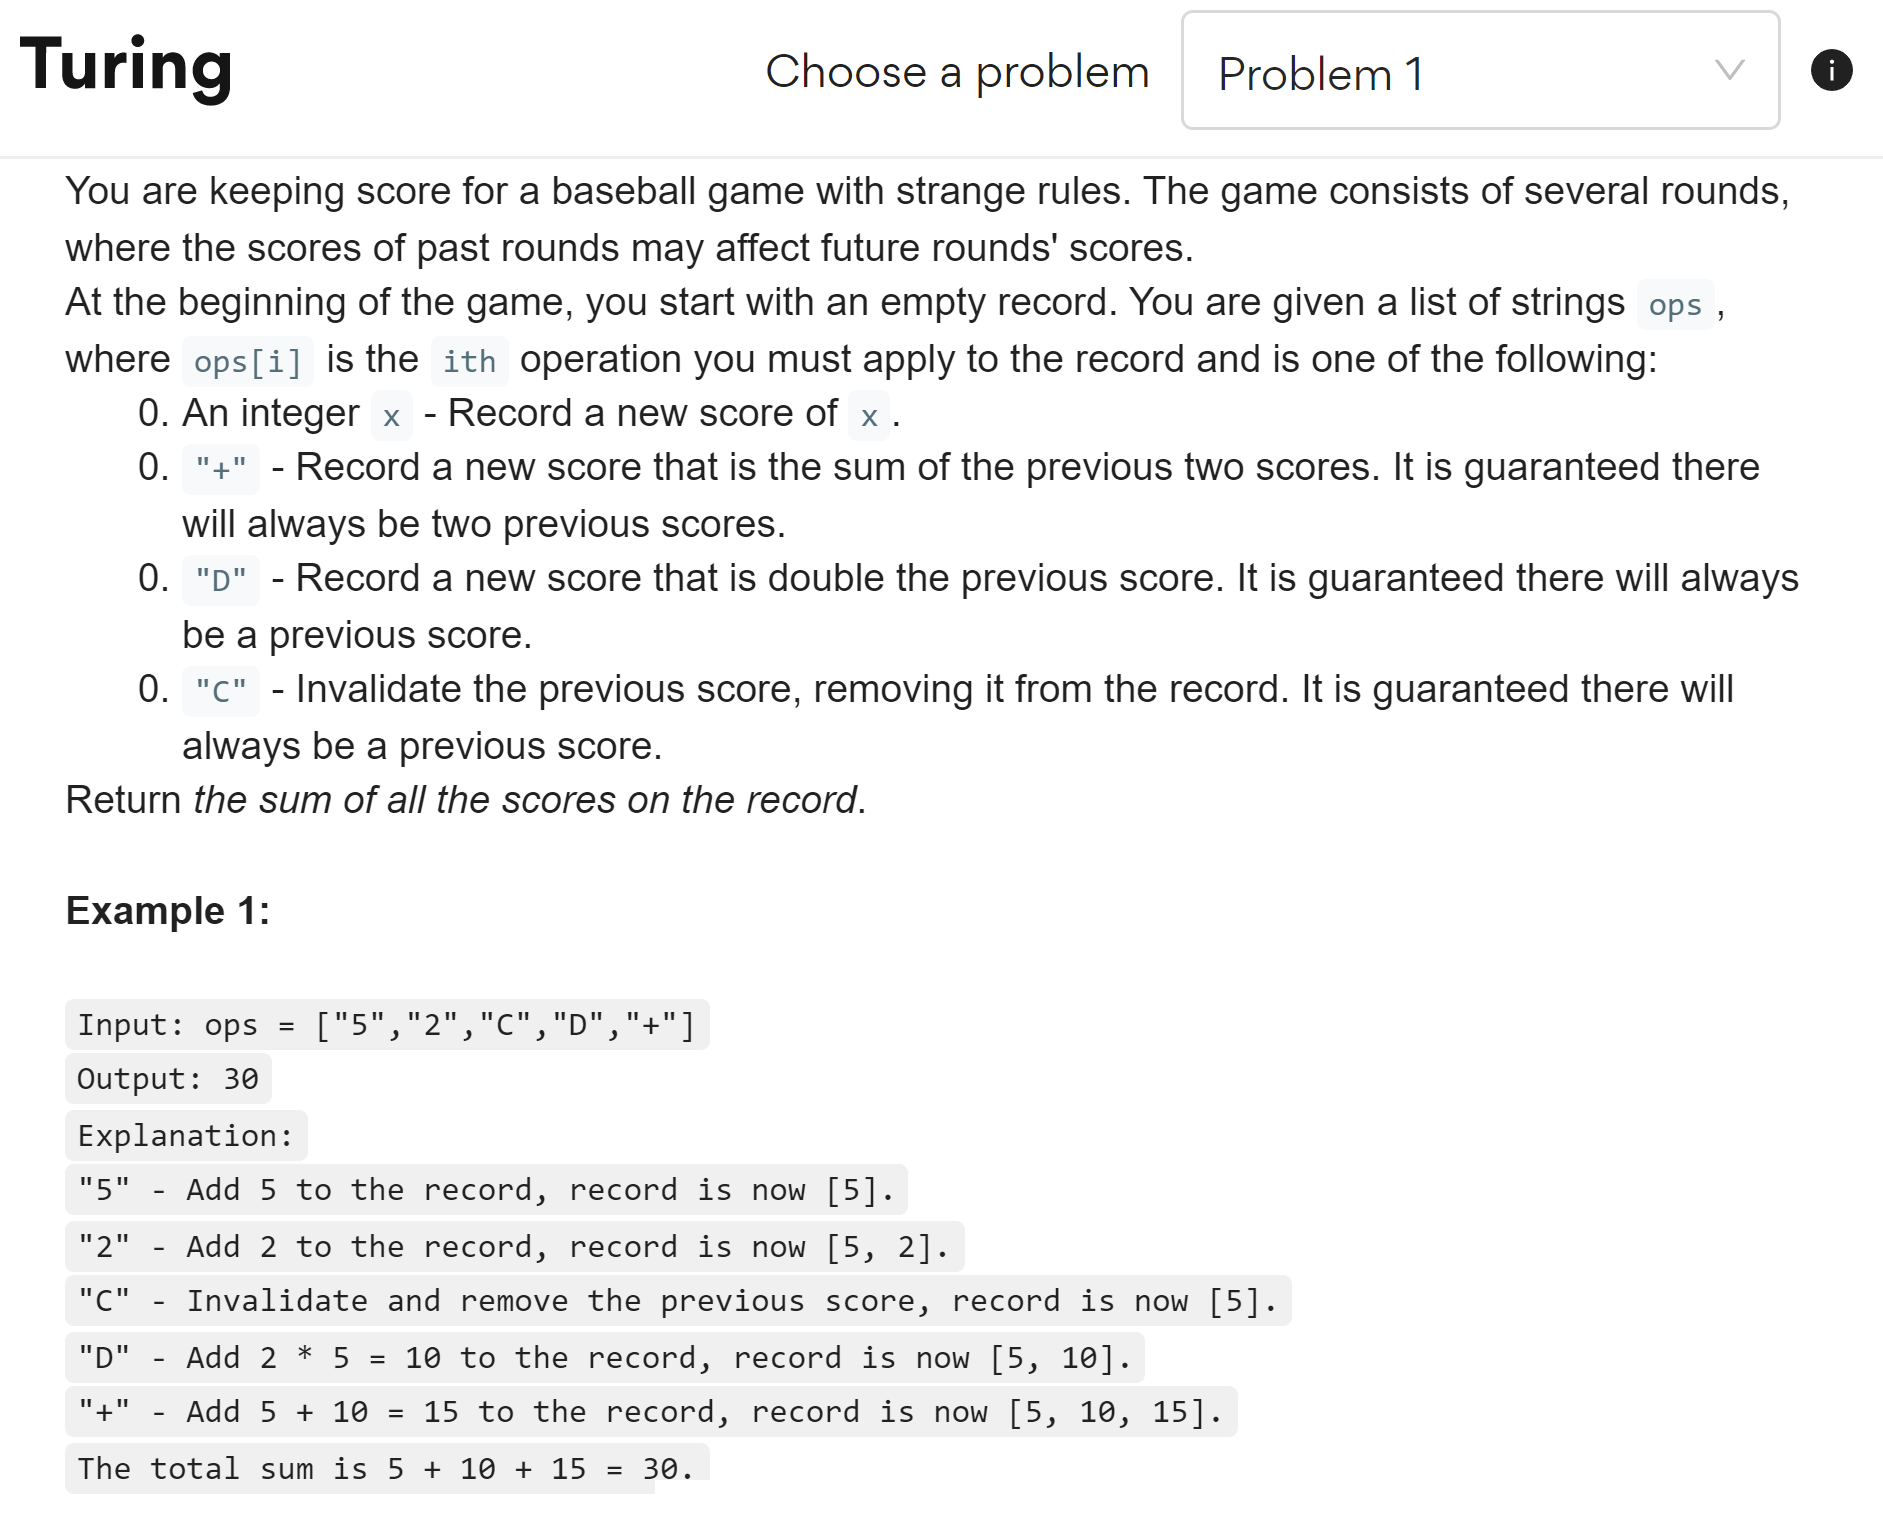 Turing
Choose a problem
Problem 1
i
You are keeping score for a baseball game with strange rules. The game consists of several rounds,
where the scores of past rounds may affect future rounds' scores.
At the beginning of the game, you start with an empty record. You are given a list of strings ops,
where ops[i] is the ith operation you must apply to the record and is one of the following:
0. An integer x - Record a new score of x.
0. "+" - Record a new score that is the sum of the previous two scores. It is guaranteed there
will always be two previous scores.
0. "D" - Record a new score that is double the previous score. It is guaranteed there will always
be a previous score.
0. "C" - Invalidate the previous score, removing it from the record. It is guaranteed there will
always be a previous score.
Return the sum of all the scores on the record.
Example 1:
Input: ops = ["5","2","C","D","+"]
Output: 30
Explanation:
"5" - Add 5 to the record, record is now [5].
"2" - Add 2 to the record, record is now [5, 2].
"C" - Invalidate and remove the previous score, record is now [5].
"D" - Add 2 * 5 = 10 to the record, record is now [5, 10].
"+" - Add 5 + 10 = 15 to the record, record is now [5, 10, 15].
The total sum is 5 + 10 + 15 = 30.